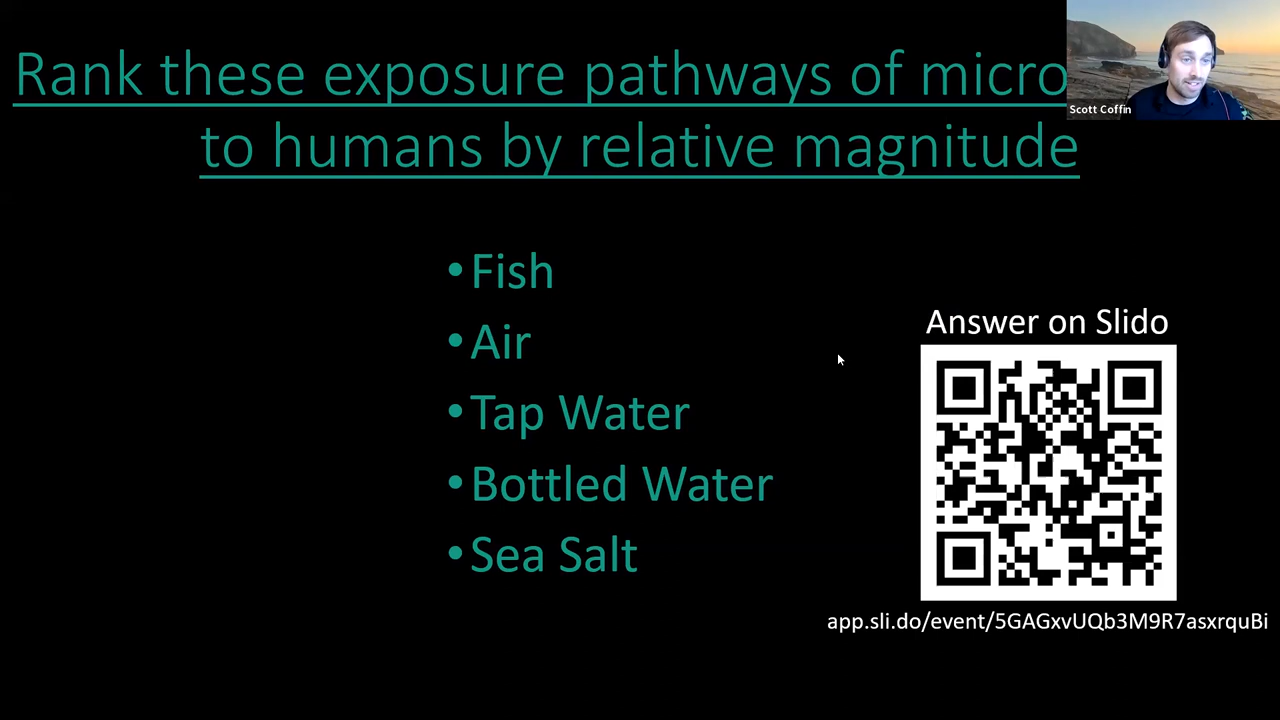 Rank these exposure pathways of micro
to humans by relative magnitude
Scott Coffin
• Fish
• Air
• Tap Water
• Bottled Water
• Sea Salt
Answer on Slido
app.sli.do/event/5GAGxvUQb3M9R7asxrquBi